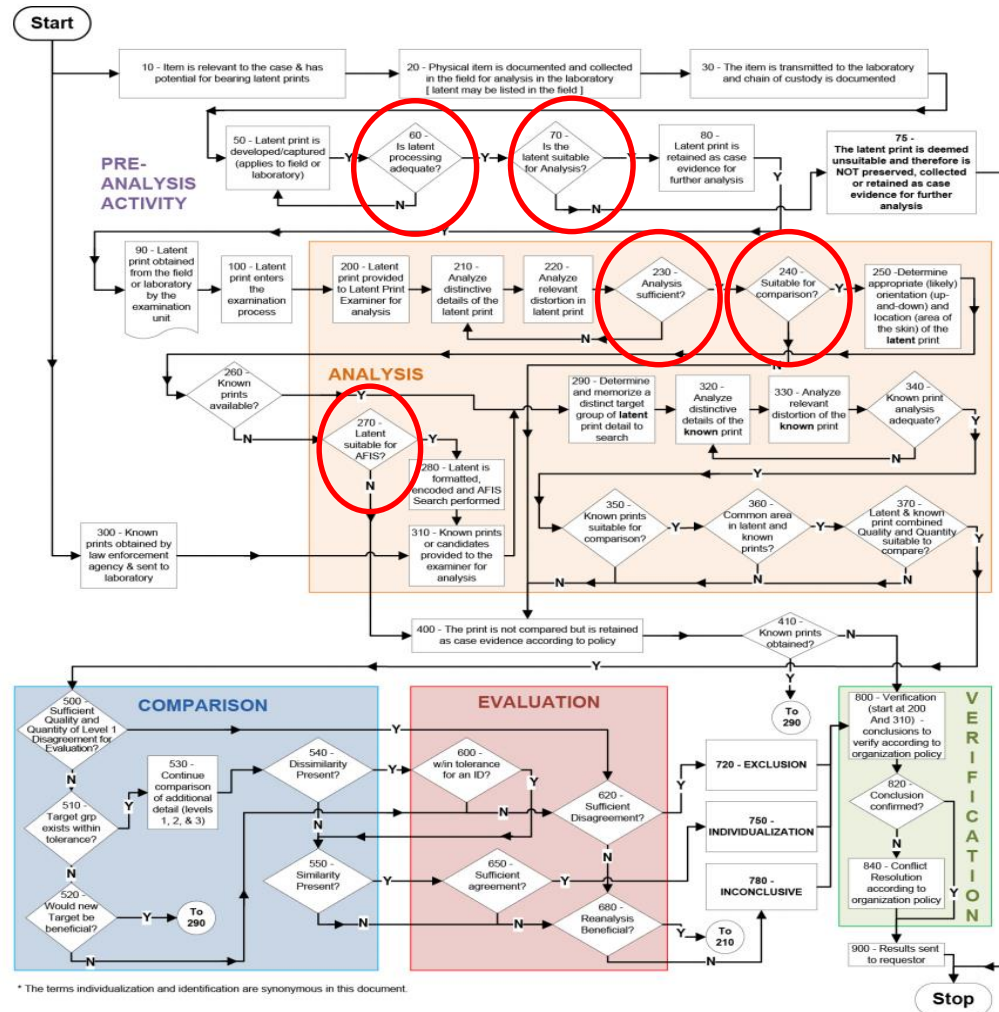 Start
10 - Item is relevant to the case & has
potential for bearing latent prints
20 - Physical item is documented and collected
in the field for analysis in the laboratory
[ latent may be listed in the field ]
30 - The item is transmitted to the laboratory
and chain of custody is documented
PRE-
ANALYSIS
ACTIVITY
50 - Latent print is
developed/captured
(applies to field or
laboratory)
Y
60 -
Is latent
processing
adequate?
Y
N
70 -
Is the
latent suitable
for Analysis?
Y
N
80 -
Latent print is
retained as case
evidence for
further analysis
Y
75 -
The latent print is deemed
unsuitable and therefore is
NOT preserved, collected
or retained as case
evidence for further
analysis
Y
90 - Latent
print obtained
from the field
or laboratory
by the
examination
unit
100 - Latent
print enters
the
examination
process
200 - Latent
print provided
to Latent Print
Examiner for
analysis
210 -
Analyze
distinctive
details of the
latent print
220 -
Analyze
relevant
distortion in
latent print
230 -
Analysis
sufficient?
Y
N
240 -
Suitable for
comparison?
Y
N
250 -Determine
appropriate (likely)
orientation (up-
and-down) and
location (area of
the skin) of the
latent print
ANALYSIS
260 -
Known
prints
available?
Y
N
270 -
Latent
suitable for
AFIS?
Y
N
280 - Latent is
formatted,
encoded and AFIS
Search performed
290 - Determine
and memorize a
distinct target
group of latent
print detail to
search
320 -
Analyze
distinctive
details of the
known print
330 - Analyze
relevant
distortion of the
known print
340 -
Known print
analysis
adequate?
Y
N
Y
300 - Known
prints obtained by
law enforcement
agency & sent to
laboratory
310 - Known prints
or candidates
provided to the
examiner for
analysis
350 -
Known prints
suitable for
comparison?
Y
N
360 -
Common area
in latent and
known prints?
Y
N
370 -
Latent & known
print combined
Quality and Quantity
suitable to
compare?
Y
N
400 - The print is not compared but is retained
as case evidence according to policy
410 -
Known prints
obtained?
N
Y
To
290
Y
COMPARISON
500 -
Sufficient
Quality and
Quantity of Level 1
Disagreement for
Evaluation?
Y
N
510 -
Target grp
exists within
tolerance?
Y
N
520 -
Would new
Target be
beneficial?
Y
To
290
N
530 -
Continue
comparison
of additional
detail (levels
1, 2, & 3)
540 -
Dissimilarity
Present?
Y
N
550 -
Similarity
Present?
Y
N
EVALUATION
600 -
w/in tolerance
for an ID?
Y
N
620 -
Sufficient
Disagreement?
Y
N
650 -
Sufficient
agreement?
Y
N
680 -
Reanalysis
Beneficial?
Y
To
210
N
720 - EXCLUSION
750 -
INDIVIDUALIZATION
780 -
INCONCLUSIVE
VERIFICATION
800 - Verification
(start at 200
And 310) -
conclusions to
verify according to
organization policy
820 -
Conclusion
confirmed?
N
Y
840 - Conflict
Resolution
according to
organization policy
900 - Results sent
to requestor
Stop
* The terms individualization and identification are synonymous in this document.